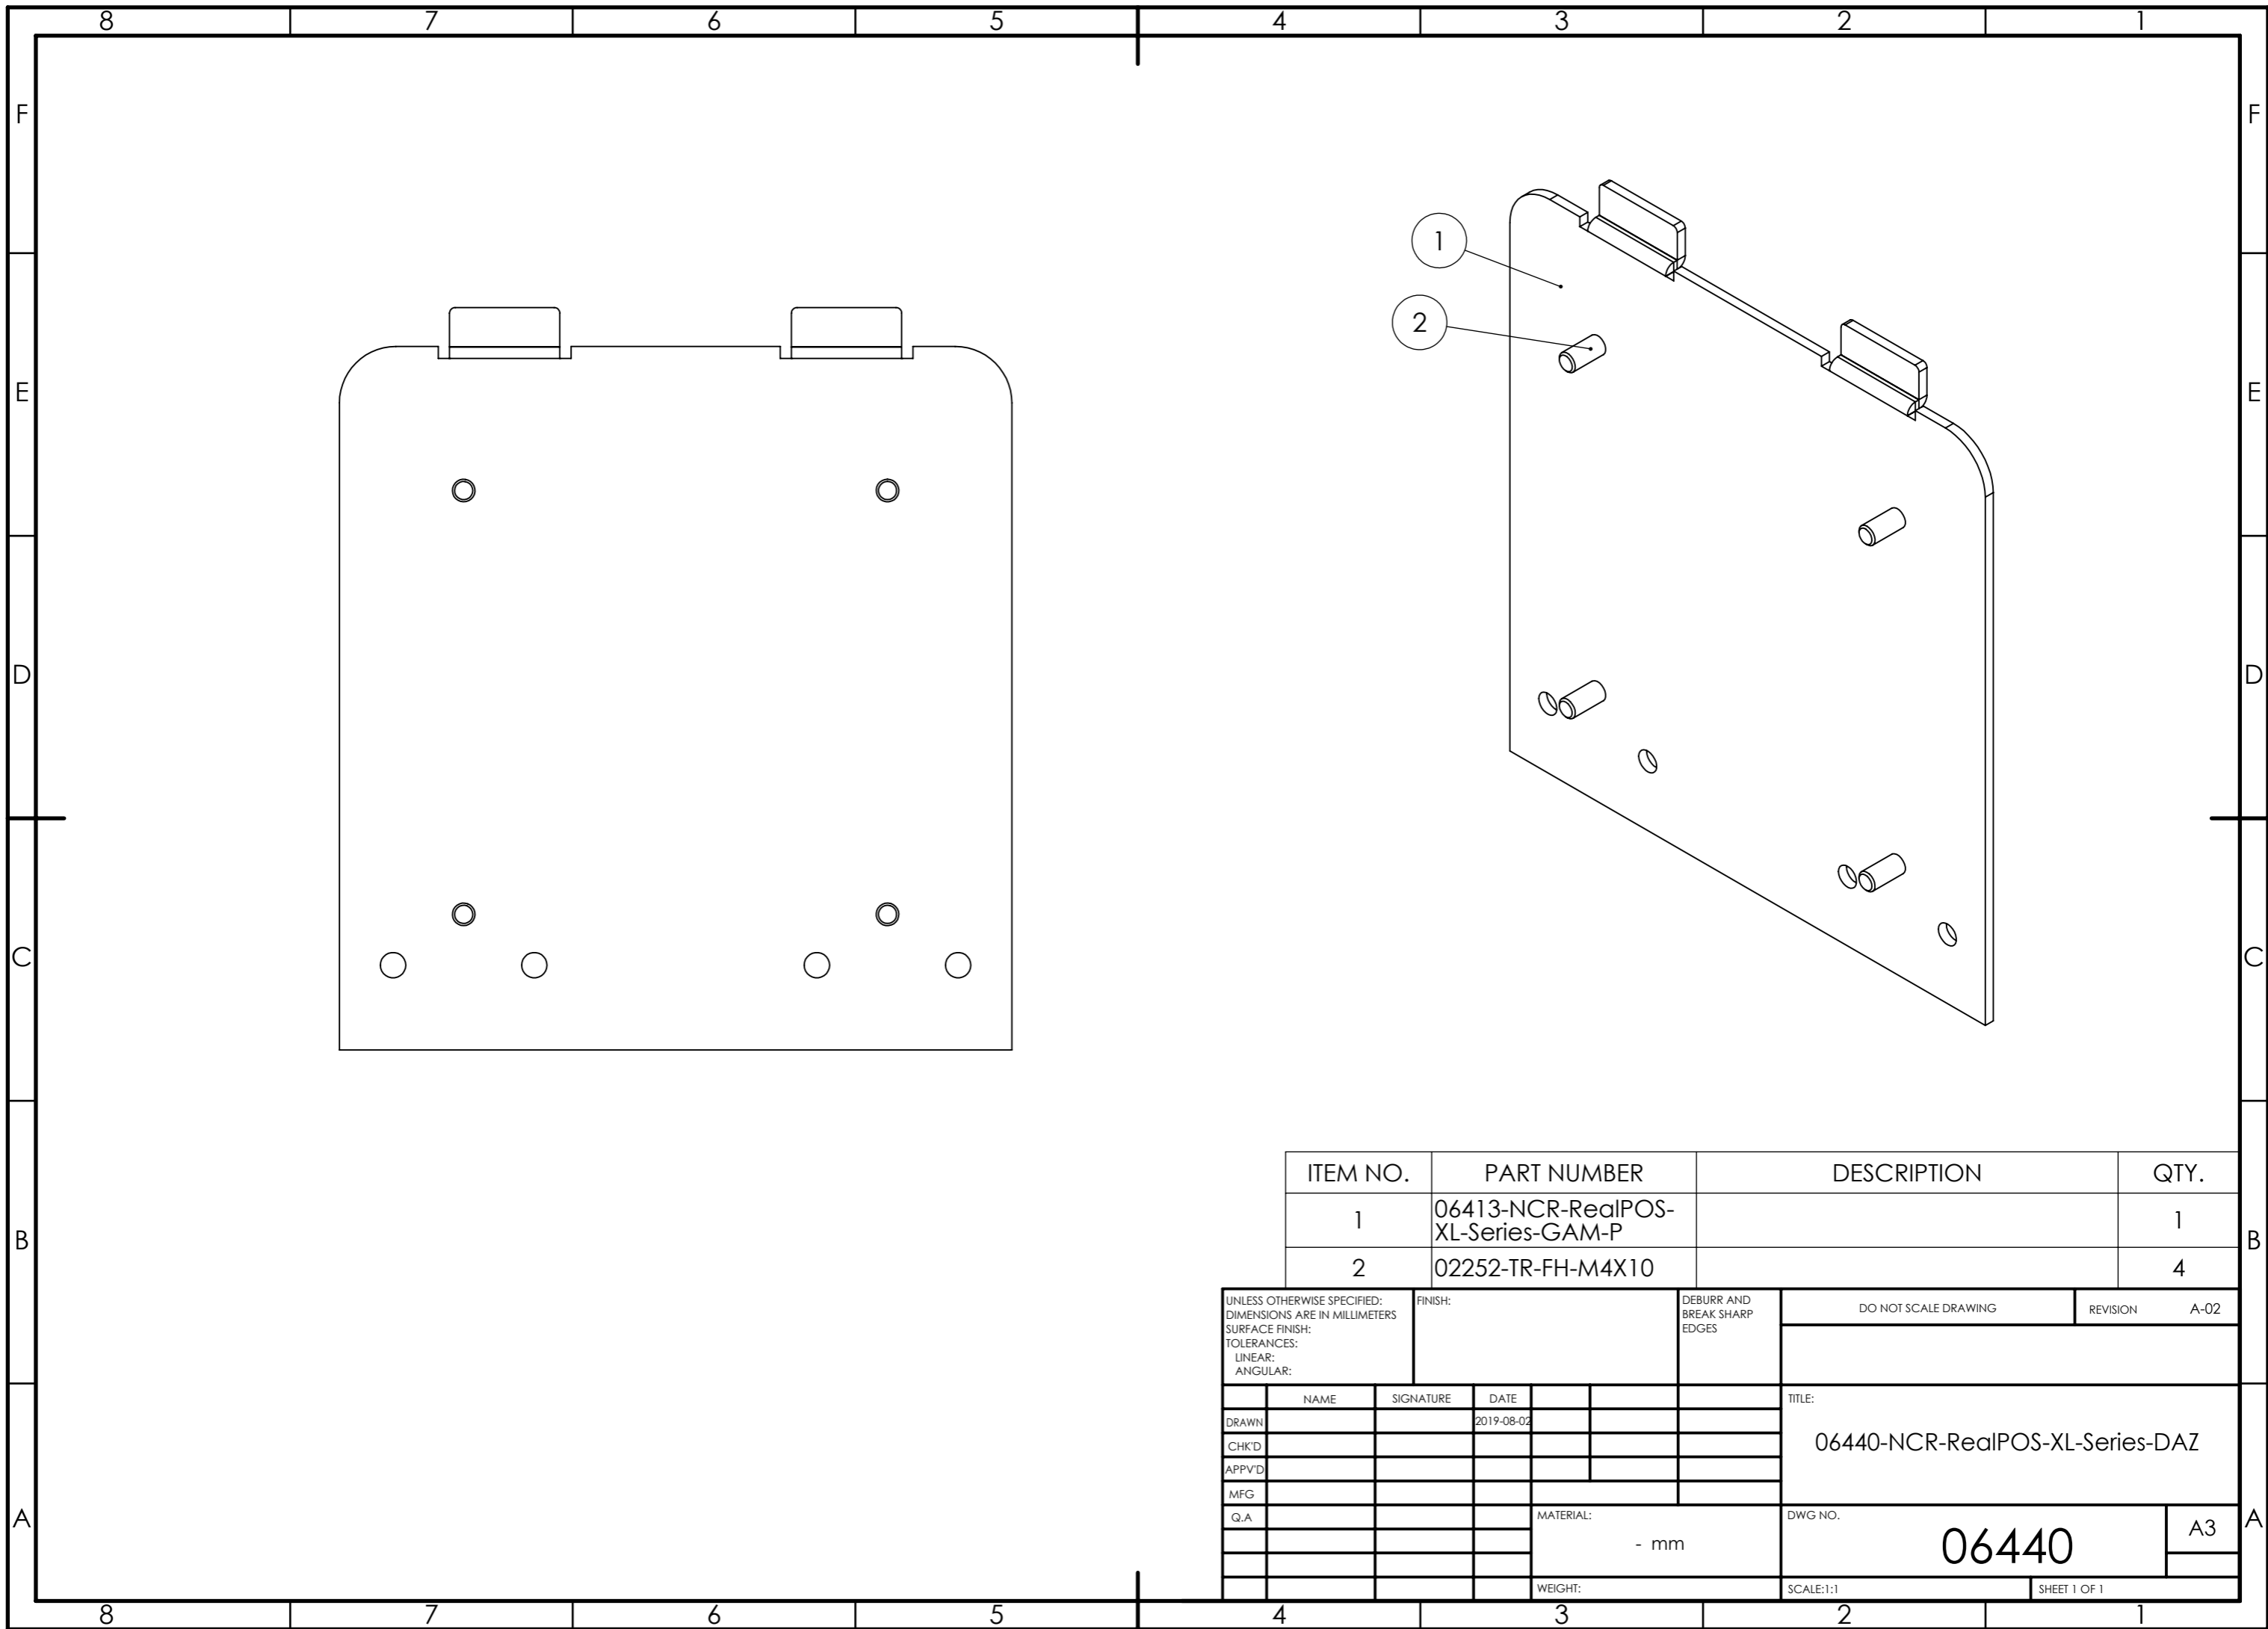 8 7 6 5 4 3 2 1
F F
E E
D D
C C
B B
A A
1
2
ITEM NO. PART NUMBER DESCRIPTION QTY.
1 06413-NCR-RealPOS-
XL-Series-GAM-P 1
2 02252-TR-FH-M4X10 4
UNLESS OTHERWISE SPECIFIED:
DIMENSIONS ARE IN MILLIMETERS
SURFACE FINISH:
TOLERANCES:
LINEAR:
ANGULAR:
FINISH:
DEBURR AND
BREAK SHARP
EDGES
DO NOT SCALE DRAWING
REVISION A-02
NAME SIGNATURE DATE
DRAWN 2019-08-02
CHK'D
APPV'D
MFG
Q.A
TITLE:
06440-NCR-RealPOS-XL-Series-DAZ
MATERIAL:
- mm
DWG NO.
06440
A3
WEIGHT:
SCALE:1:1
SHEET 1 OF 1
8 7 6 5 4 3 2 1